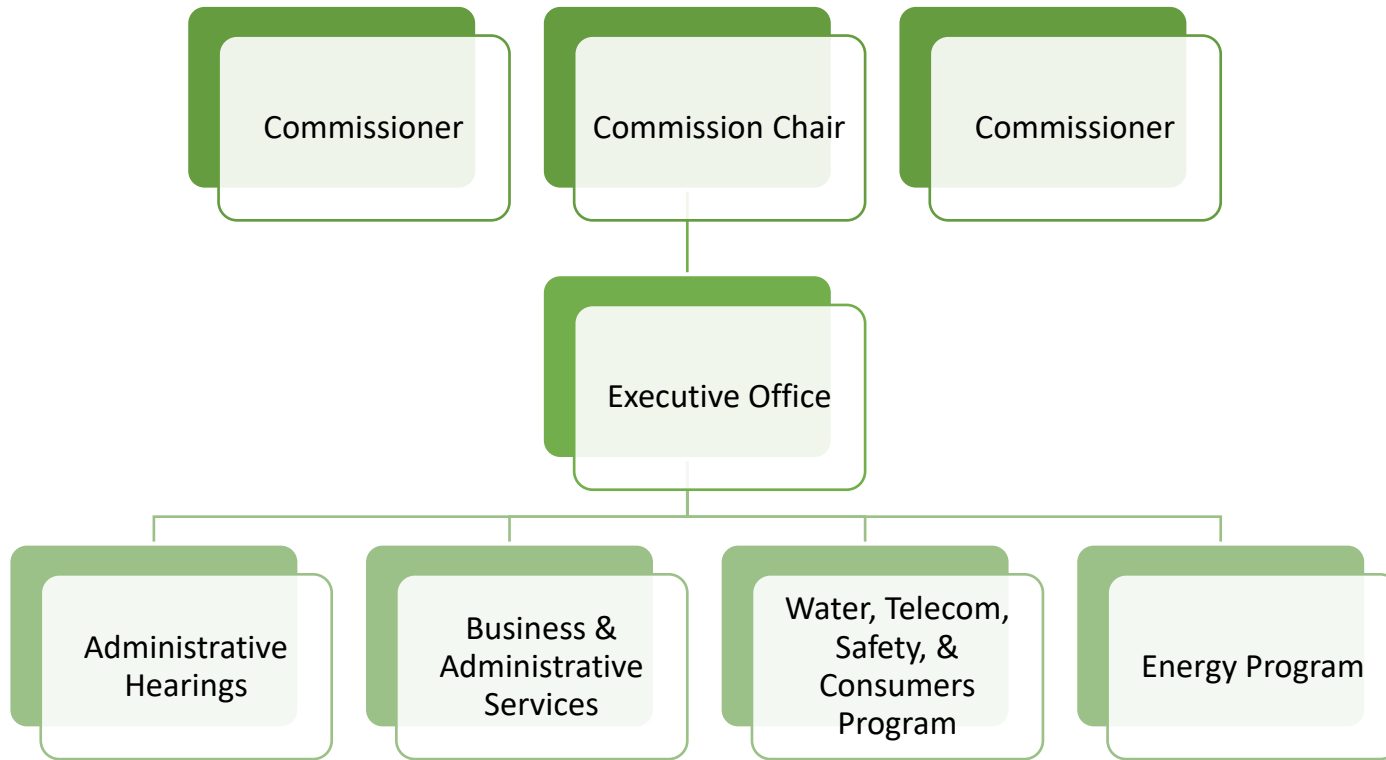 Commissioner
Commission Chair
Commissioner
Executive Office
Administrative
Hearings
Business &
Administrative
Services
Water, Telecom,
Safety, &
Consumers
Program
Energy Program